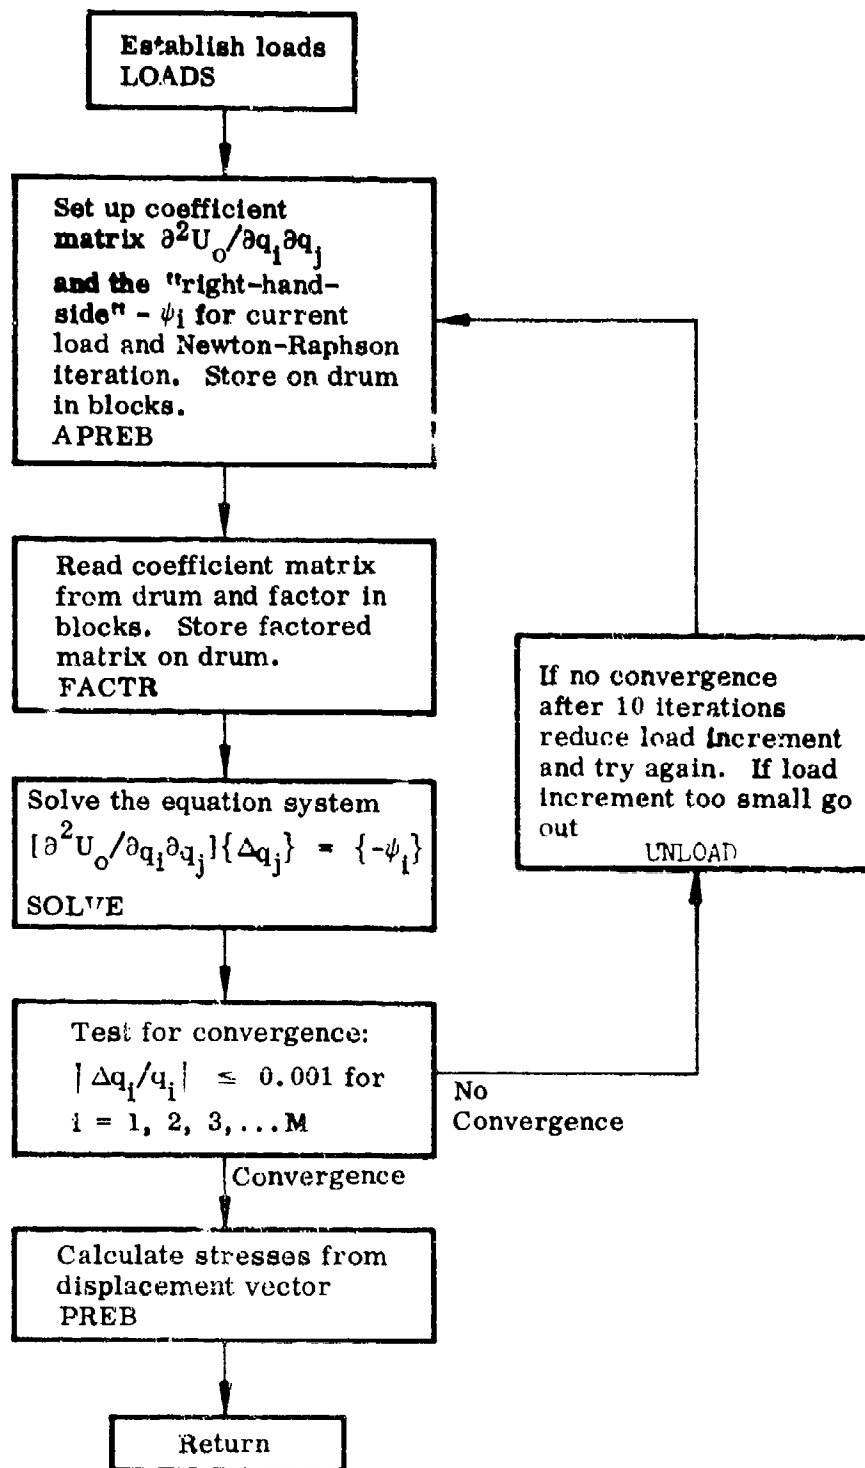 Establish loads
LOADS
Set up coefficient
matrix ∂²U₀/∂qᵢ∂qⱼ
and the "right-hand-
side" - ψᵢ for current
load and Newton-Raphson
iteration. Store on drum
in blocks.
APREB
Read coefficient matrix
from drum and factor in
blocks. Store factored
matrix on drum.
FACTR
Solve the equation system
[∂²U₀/∂qᵢ∂qⱼ]{Δqⱼ} = {-ψᵢ}
SOLVE
Test for convergence:
|Δqᵢ/qᵢ| ≤ 0.001 for
i = 1, 2, 3,...M
No
Convergence
If no convergence
after 10 iterations
reduce load increment
and try again. If load
increment too small go
out
UNLOAD
Convergence
Calculate stresses from
displacement vector
PREB
Return